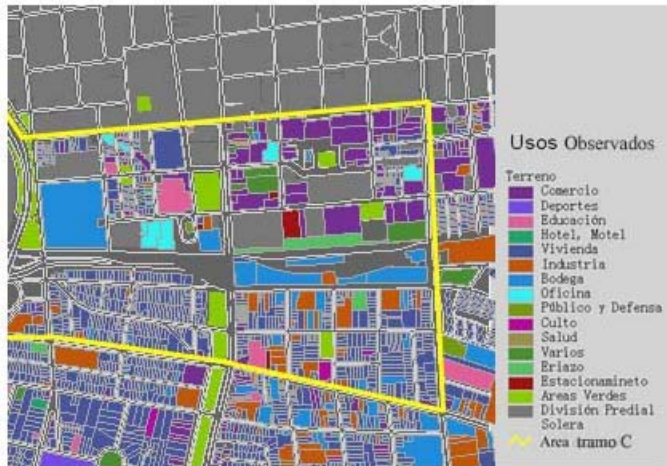 Usos Observados
Terreno
Comercio
Deportes
Educación
Hotel, Motel
Vivienda
Industria
Bodega
Oficina
Público y Defensa
Culto
Salud
Varios
Eriazo
Estacionamineto
Areas Verdes
División Predial
Solera
Area tramo C